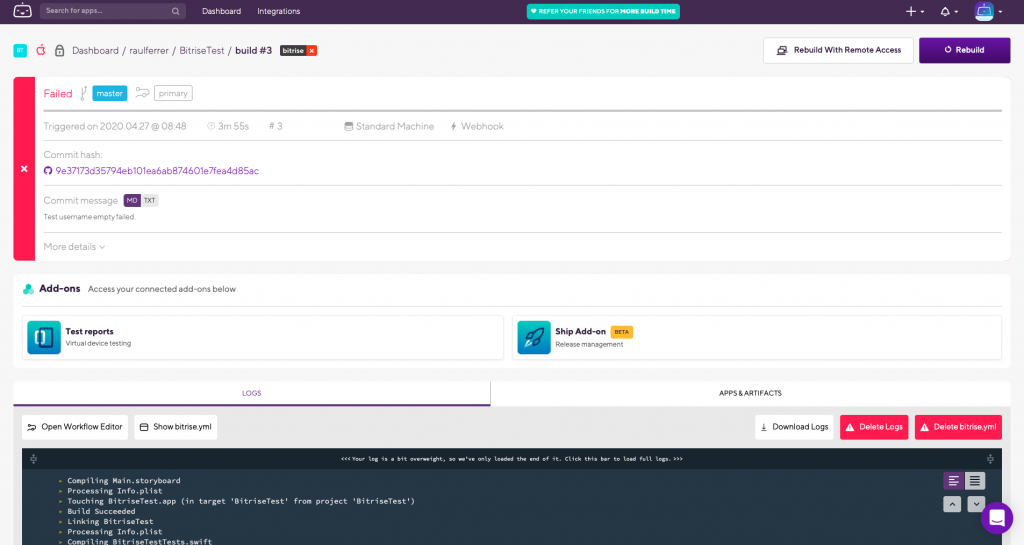 Search for apps...
Dashboard
Integrations
REFER YOUR FRIENDS FOR MORE BUILD TIME
BT
Dashboard / raulferrer / BitriseTest / build #3
bitrise ×
Rebuild With Remote Access
Rebuild
Failed
master
primary
Triggered on 2020.04.27 @ 08:48
3m 55s
# 3
Standard Machine
Webhook
Commit hash:
9e37173d35794eb101ea6ab874601e7fea4d85ac
Commit message
MD TXT
Test username empty failed.
More details
Add-ons
Access your connected add-ons below
Test reports
Virtual device testing
Ship Add-on
BETA
Release management
LOGS
APPS & ARTIFACTS
Open Workflow Editor
Show bitrise.yml
Download Logs
Delete Logs
Delete bitrise.yml
<<< Your log is a bit overweight, so we've only loaded the end of it. Click this bar to load full logs. >>>
▸ Compiling Main.storyboard
▸ Processing Info.plist
▸ Touching BitriseTest.app (in target 'BitriseTest' from project 'BitriseTest')
▸ Build Succeeded
▸ Linking BitriseTest
▸ Processing Info.plist
▸ Compiling BitriseTestTests.swift